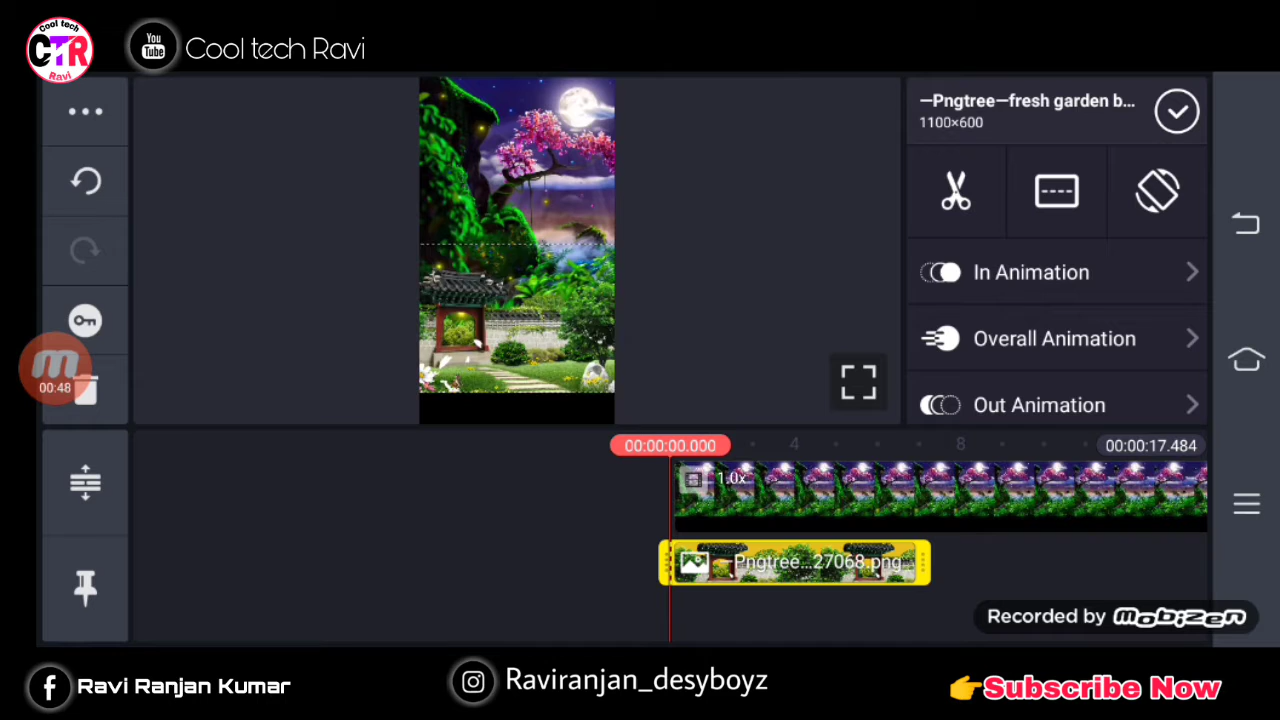 Cool tech
CTR
Ravi
You
Tube
Cool tech Ravi
—Pngtree—fresh garden b...
1100×600
In Animation
Overall Animation
Out Animation
00:48
00:00:00.000
4
8
00:00:17.484
1.0x
Pngtree...27068.png
Recorded by Mobizen
Ravi Ranjan Kumar
Raviranjan_desyboyz
Subscribe Now